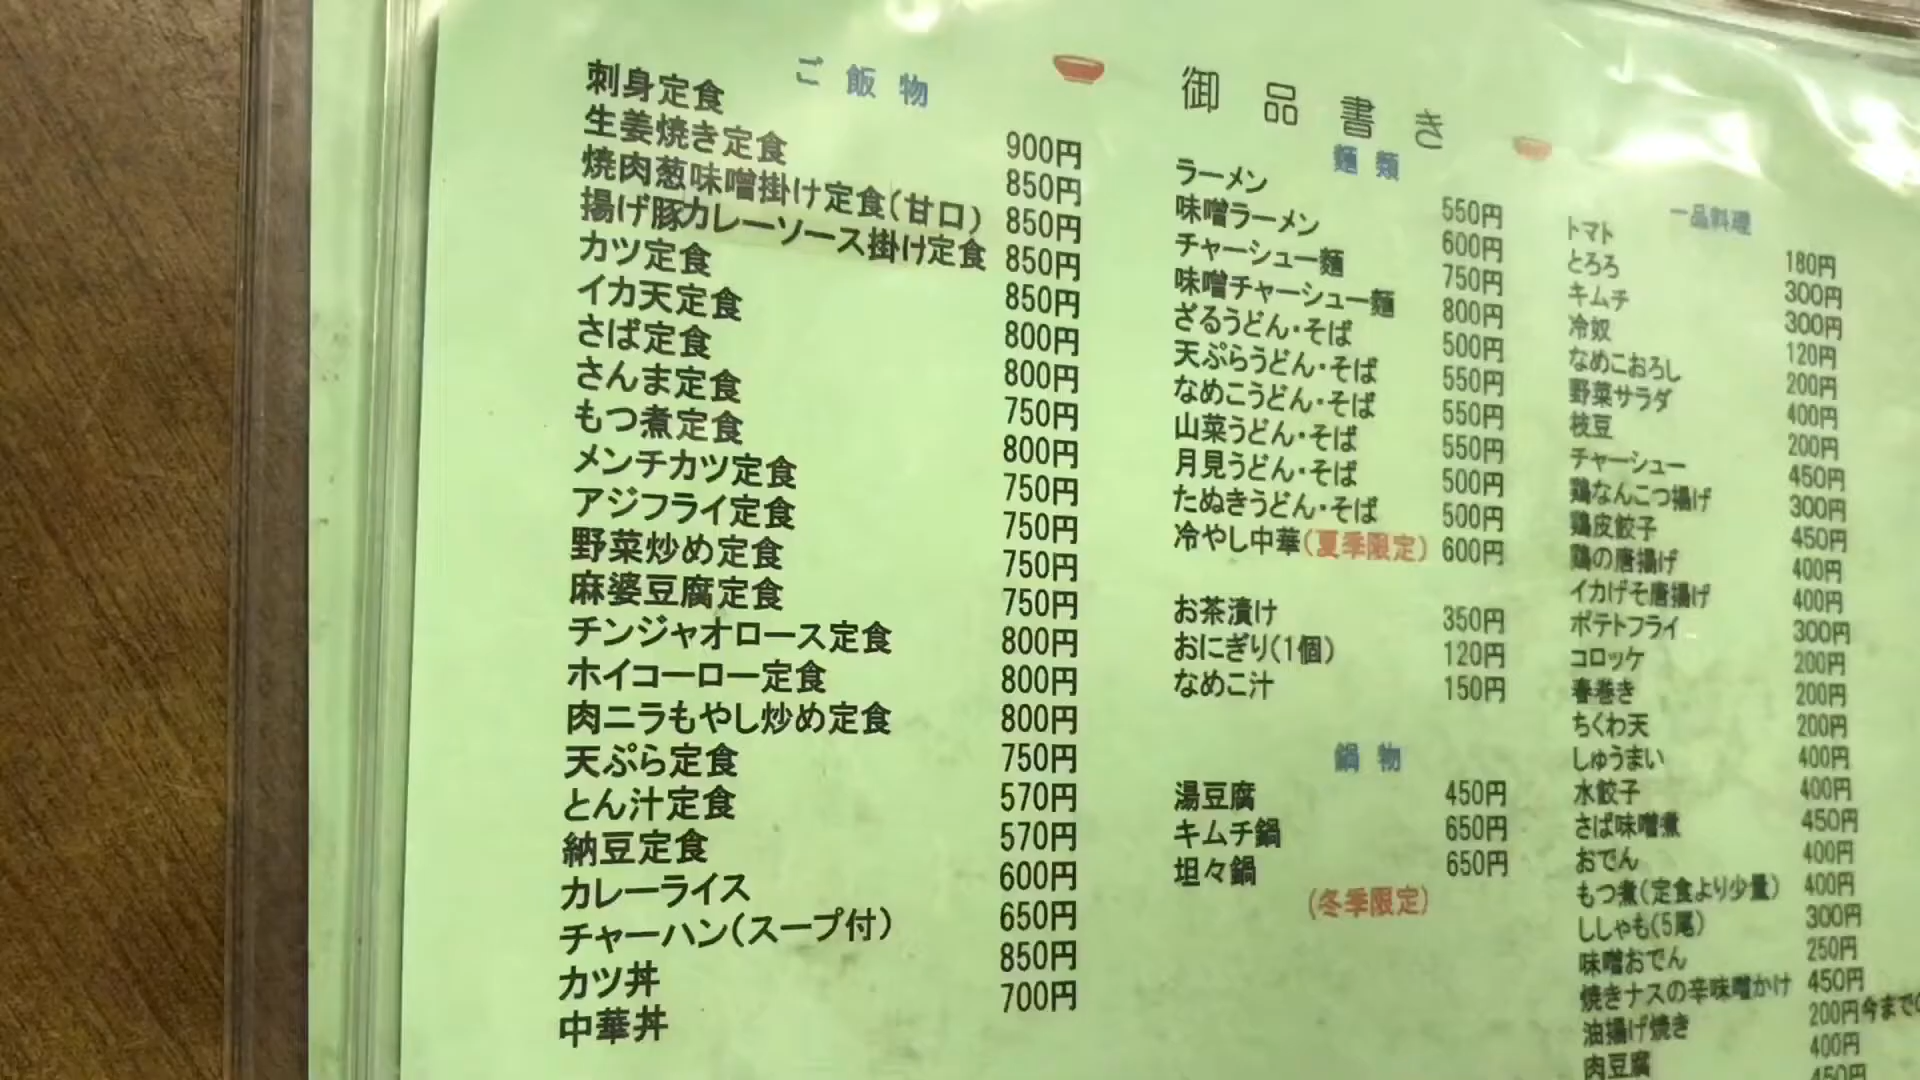 ご飯物
刺身定食 900円
生姜焼き定食 850円
焼肉葱味噌掛け定食(甘口) 850円
揚げ豚カレーソース掛け定食 850円
カツ定食 850円
イカ天定食 800円
さば定食 800円
さんま定食 750円
もつ煮定食 800円
メンチカツ定食 750円
アジフライ定食 750円
野菜炒め定食 750円
麻婆豆腐定食 750円
チンジャオロース定食 800円
ホイコーロー定食 800円
肉ニラもやし炒め定食 800円
天ぷら定食 750円
とん汁定食 570円
納豆定食 570円
カレーライス 600円
チャーハン(スープ付) 650円
カツ丼 850円
中華丼 700円
御品書き
麺類
ラーメン 550円
味噌ラーメン 600円
チャーシュー麺 750円
味噌チャーシュー麺 800円
ざるうどん・そば 500円
天ぷらうどん・そば 550円
なめこうどん・そば 550円
山菜うどん・そば 550円
月見うどん・そば 500円
たぬきうどん・そば 500円
冷やし中華(夏季限定) 600円
お茶漬け 350円
おにぎり(1個) 120円
なめこ汁 150円
鍋物
湯豆腐 450円
キムチ鍋 650円
坦々鍋 650円
(冬季限定)
一品料理
トマト 180円
とろろ 300円
キムチ 300円
冷奴 120円
なめこおろし 200円
野菜サラダ 400円
枝豆 200円
チャーシュー 450円
鶏なんこつ揚げ 300円
鶏皮餃子 450円
鶏の唐揚げ 400円
イカげそ唐揚げ 400円
ポテトフライ 300円
コロッケ 200円
春巻き 200円
ちくわ天 200円
しゅうまい 400円
水餃子 400円
さば味噌煮 450円
おでん 400円
もつ煮(定食より少量) 400円
ししゃも(5尾) 300円
味噌おでん 250円
焼きナスの辛味噌かけ 450円
油揚げ焼き 200円今まで
肉豆腐 400円
450円